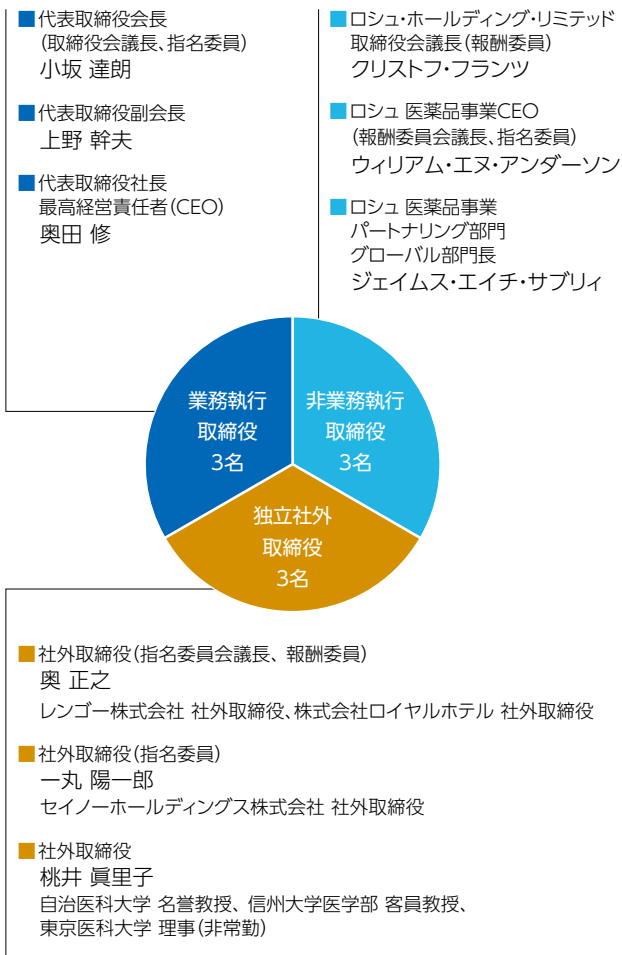 ■代表取締役会長
(取締役会議長、指名委員)
小坂 達朗
■代表取締役副会長
上野 幹夫
■代表取締役社長
最高経営責任者(CEO)
奥田 修
■ロシュ・ホールディング・リミテッド
取締役会議長(報酬委員)
クリストフ・フランツ
■ロシュ 医薬品事業CEO
(報酬委員会議長、指名委員)
ウィリアム・エヌ・アンダーソン
■ロシュ 医薬品事業
パートナリング部門
グローバル部門長
ジェイムス・エイチ・サブリィ
業務執行
取締役
3名
非業務執行
取締役
3名
独立社外
取締役
3名
■社外取締役(指名委員会議長、報酬委員)
奥 正之
レンゴー株式会社 社外取締役、株式会社ロイヤルホテル 社外取締役
■社外取締役(指名委員)
一丸 陽一郎
セイノーホールディングス株式会社 社外取締役
■社外取締役
桃井 眞里子
自治医科大学 名誉教授、信州大学医学部 客員教授、
東京医科大学 理事(非常勤)